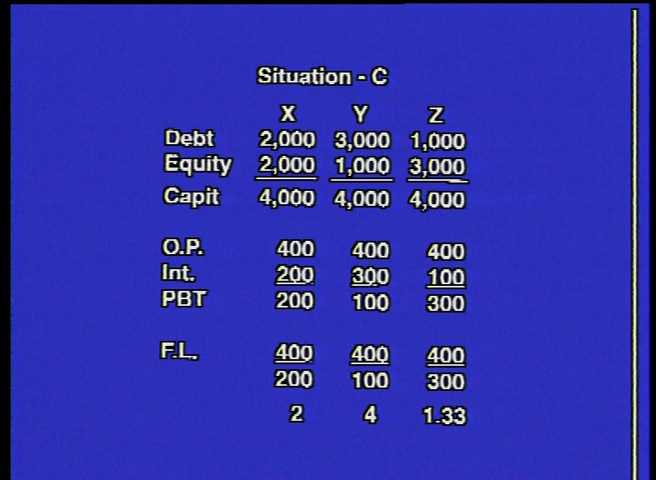 Situation - C
X Y Z
Debt 2,000 3,000 1,000
Equity 2,000 1,000 3,000
Capit 4,000 4,000 4,000
O.P. 400 400 400
Int. 200 300 100
PBT 200 100 300
F.L. 400 400 400
200 100 300
2 4 1.33